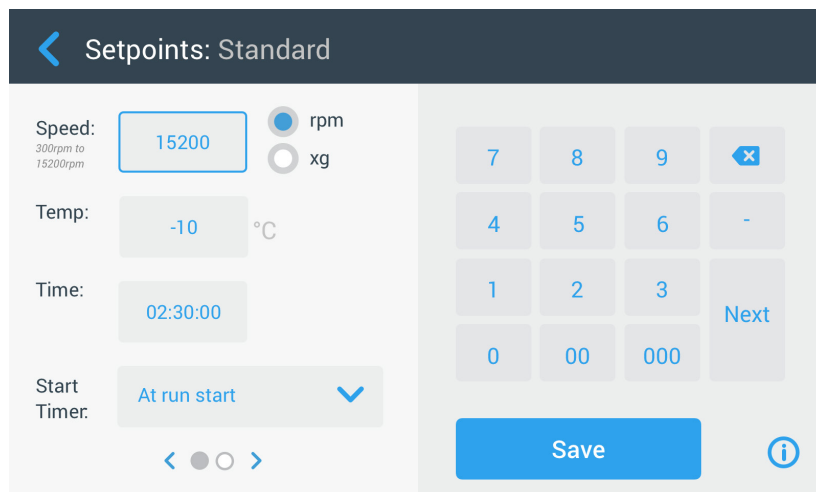 Setpoints: Standard
Speed:
300rpm to
15200rpm
15200
rpm
xg
Temp:
-10
°C
Time:
02:30:00
Start
Timer:
At run start
7 8 9
4 5 6 -
1 2 3
Next
0 00 000
Save